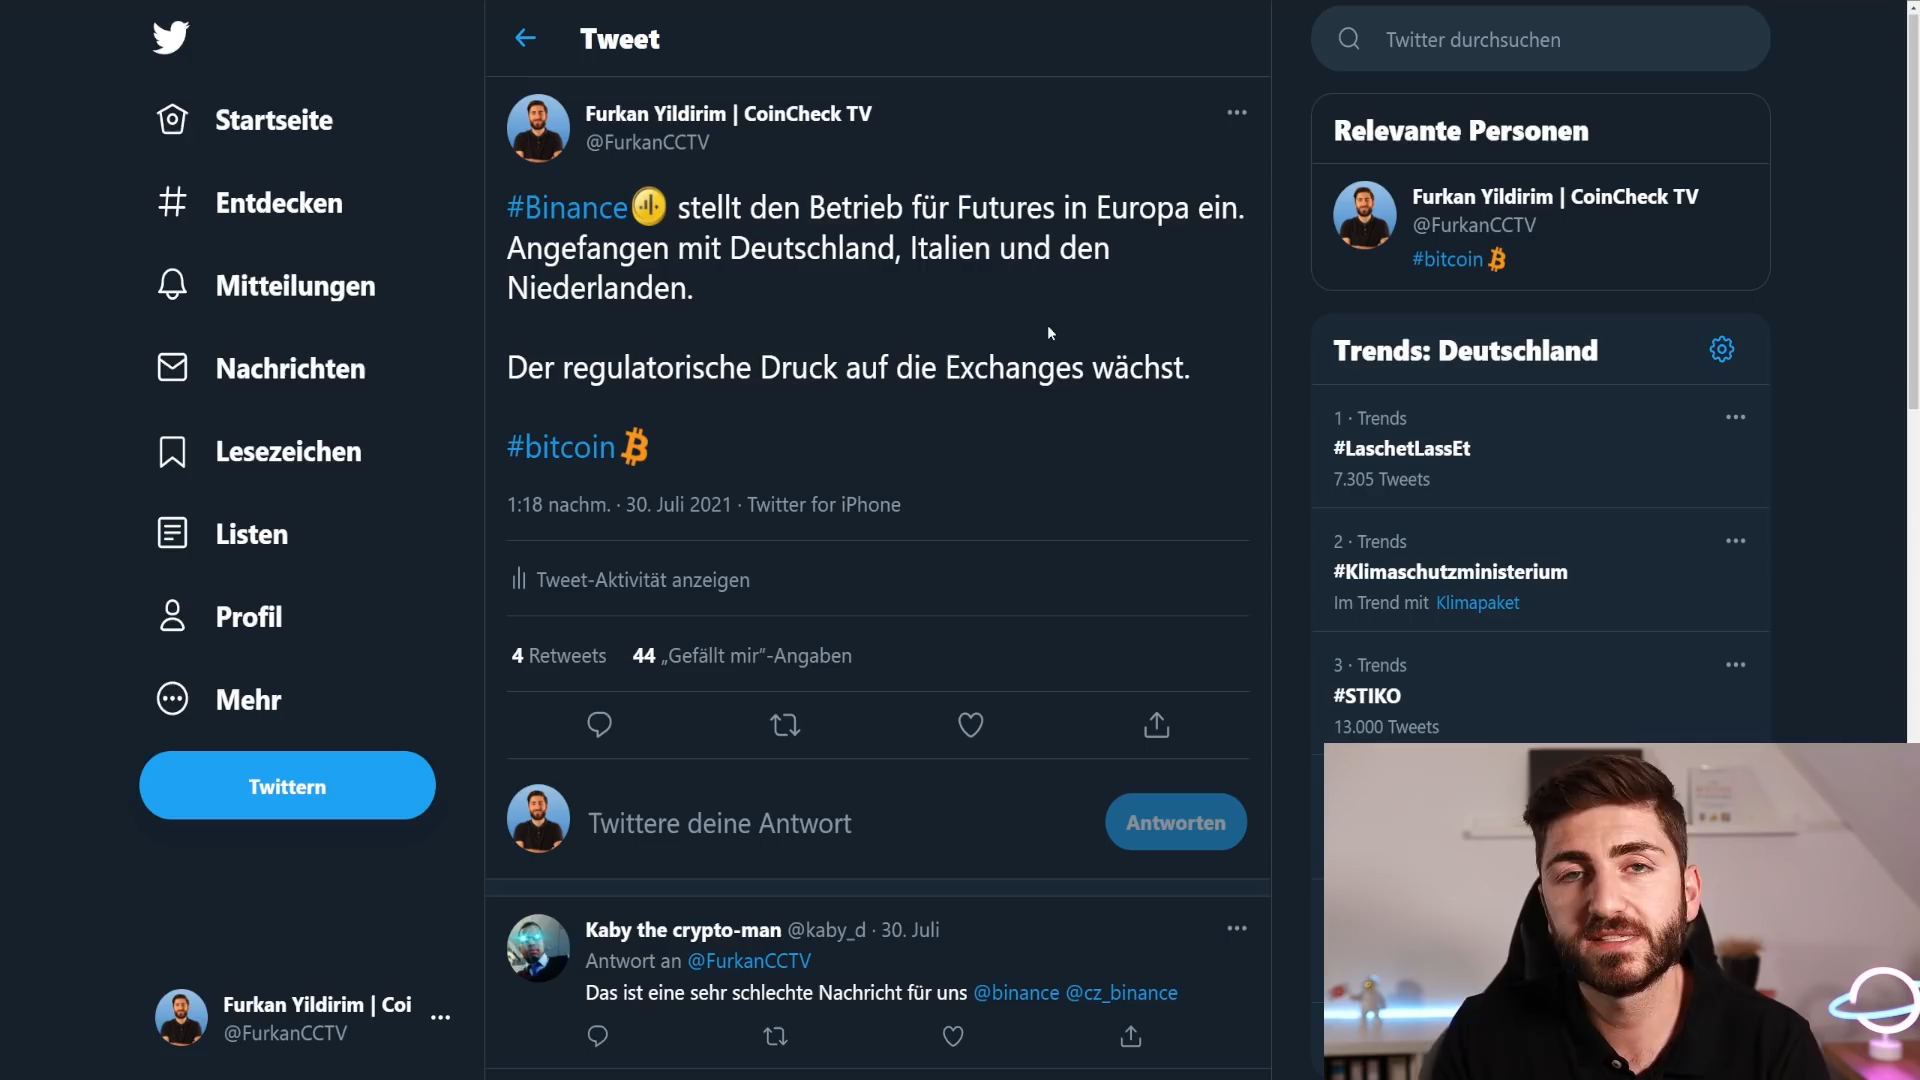 Startseite
Entdecken
Mitteilungen
Nachrichten
Lesezeichen
Listen
Profil
Mehr
Twittern
Furkan Yildirim | Coi
@FurkanCCTV
Tweet
Furkan Yildirim | CoinCheck TV
@FurkanCCTV
#Binance stellt den Betrieb für Futures in Europa ein.
Angefangen mit Deutschland, Italien und den
Niederlanden.
Der regulatorische Druck auf die Exchanges wächst.
#bitcoin
1:18 nachm. · 30. Juli 2021 · Twitter for iPhone
Tweet-Aktivität anzeigen
4 Retweets 44 „Gefällt mir“-Angaben
Twittere deine Antwort
Antworten
Kaby the crypto-man @kaby_d · 30. Juli
Antwort an @FurkanCCTV
Das ist eine sehr schlechte Nachricht für uns @binance @cz_binance
Twitter durchsuchen
Relevante Personen
Furkan Yildirim | CoinCheck TV
@FurkanCCTV
#bitcoin
Trends: Deutschland
1 · Trends
#LaschetLassEt
7.305 Tweets
2 · Trends
#Klimaschutzministerium
Im Trend mit Klimapaket
3 · Trends
#STIKO
13.000 Tweets